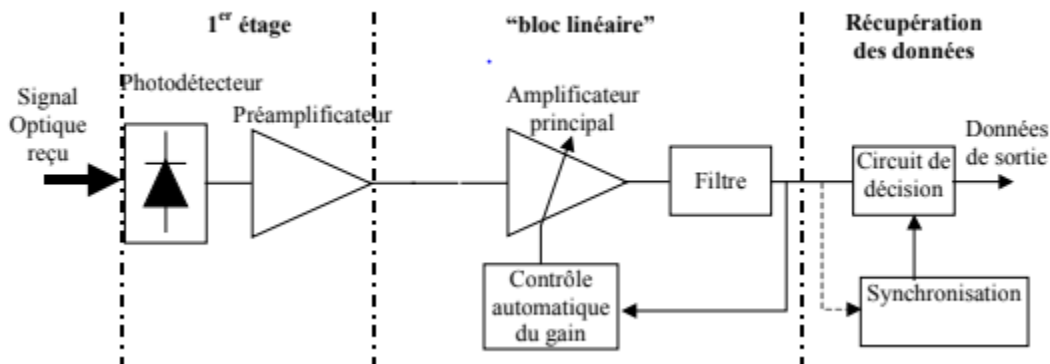 1er étage
“bloc linéaire”
Récupération
des données
Signal
Optique
reçu
Photodétecteur
Préamplificateur
Amplificateur
principal
Filtre
Contrôle
automatique
du gain
Circuit de
décision
Données
de sortie
Synchronisation